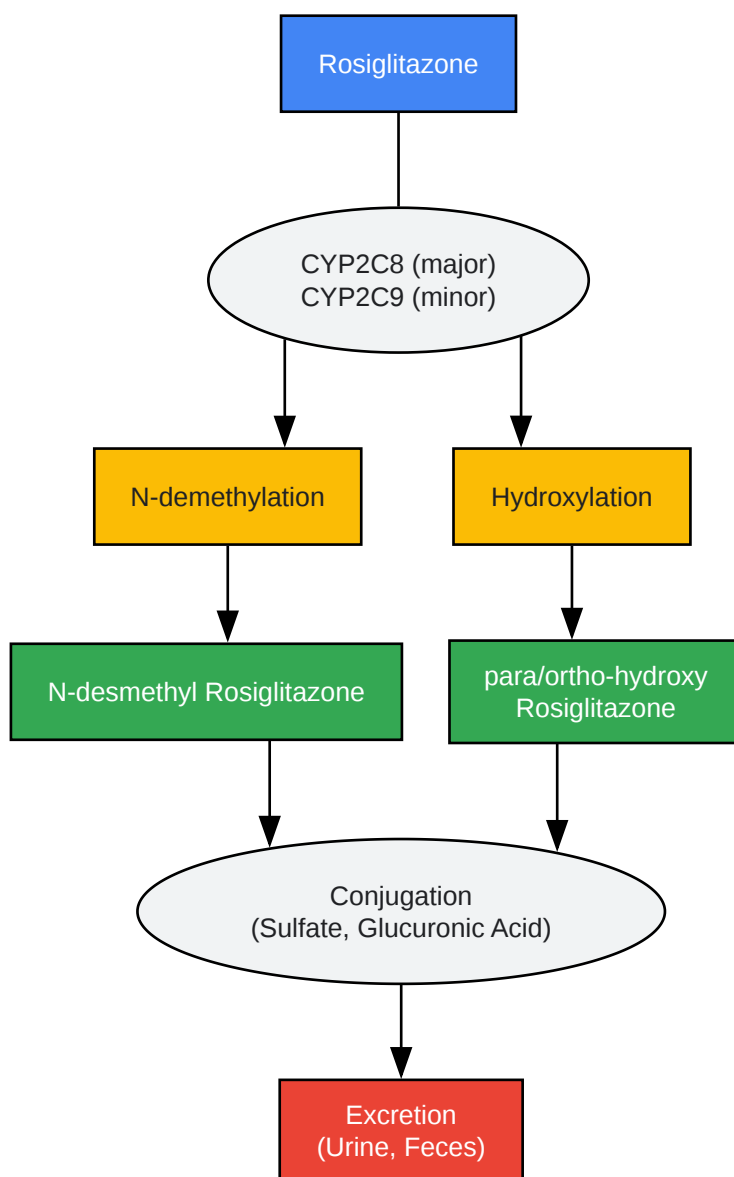 Rosiglitazone
CYP2C8 (major)
CYP2C9 (minor)
N-demethylation
Hydroxylation
N-desmethyl Rosiglitazone
para/ortho-hydroxy
Rosiglitazone
Conjugation
(Sulfate, Glucuronic Acid)
Excretion
(Urine, Feces)